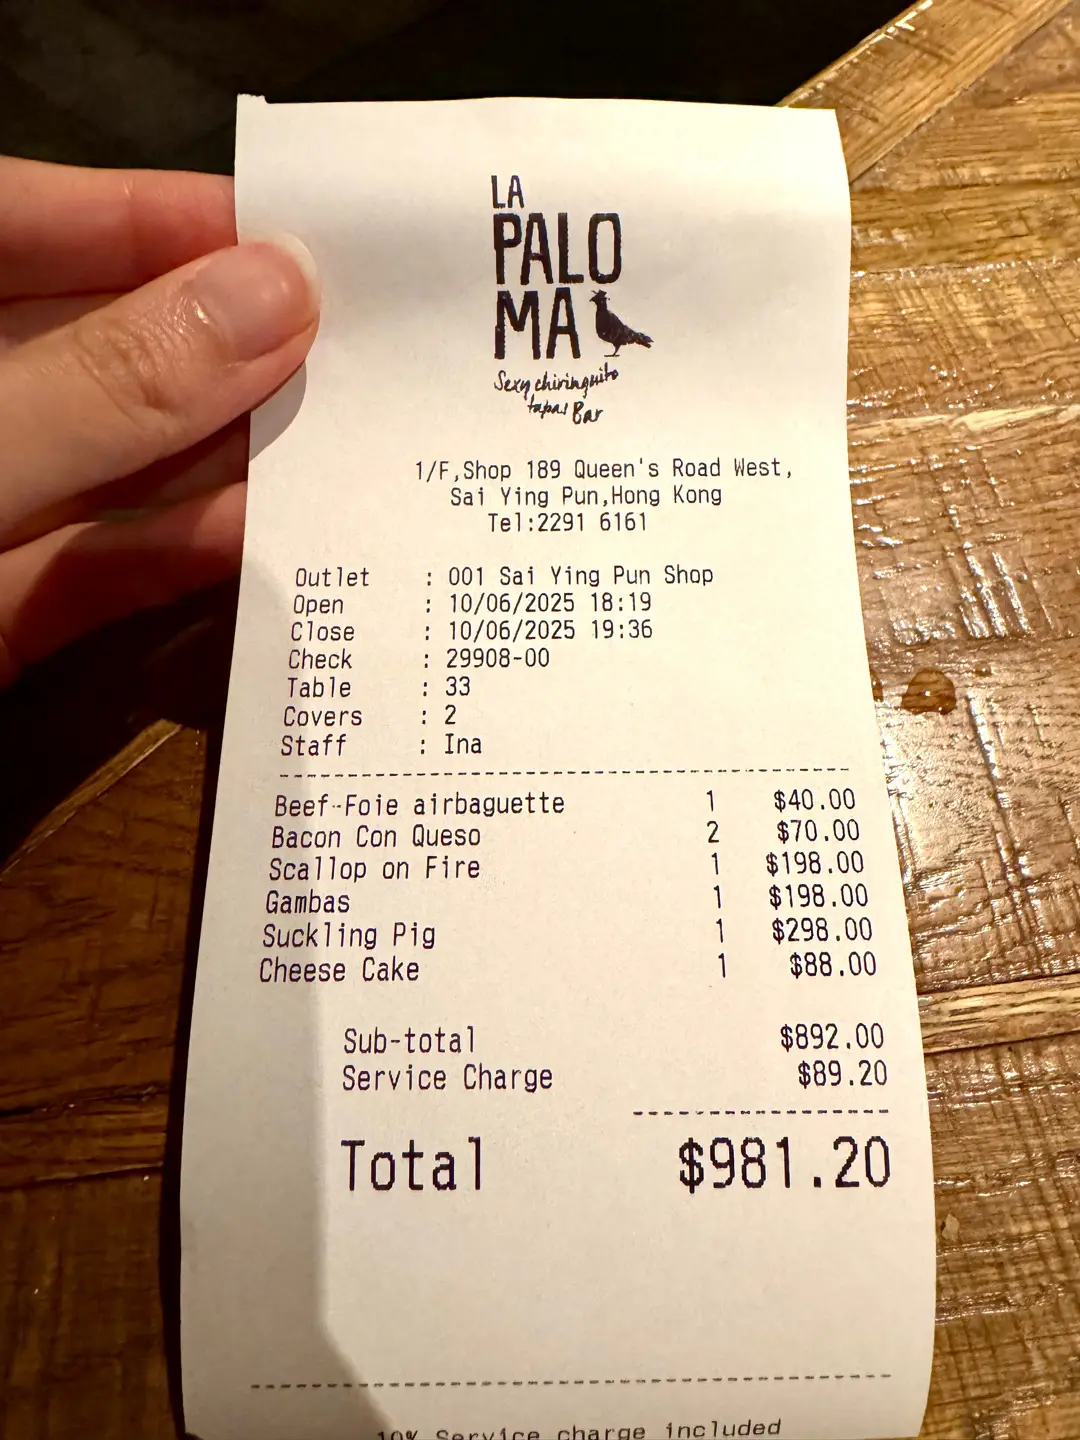 LA
PALO
MA
Sexy chiringuito
tapas Bar
1/F,Shop 189 Queen's Road West,
Sai Ying Pun,Hong Kong
Tel:2291 6161
Outlet : 001 Sai Ying Pun Shop
Open : 10/06/2025 18:19
Close : 10/06/2025 19:36
Check : 29908-00
Table : 33
Covers : 2
Staff : Ina
Beef-Foie airbaguette 1 $40.00
Bacon Con Queso 2 $70.00
Scallop on Fire 1 $198.00
Gambas 1 $198.00
Suckling Pig 1 $298.00
Cheese Cake 1 $88.00
Sub-total $892.00
Service Charge $89.20
Total $981.20
10% Service charge included